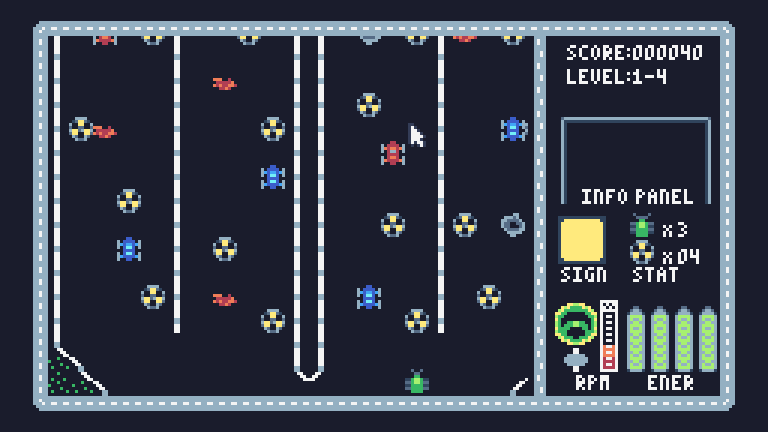 SCORE:000040
LEVEL:1-4
INFO PANEL
x3
x04
SIGN STAT
RPM ENER